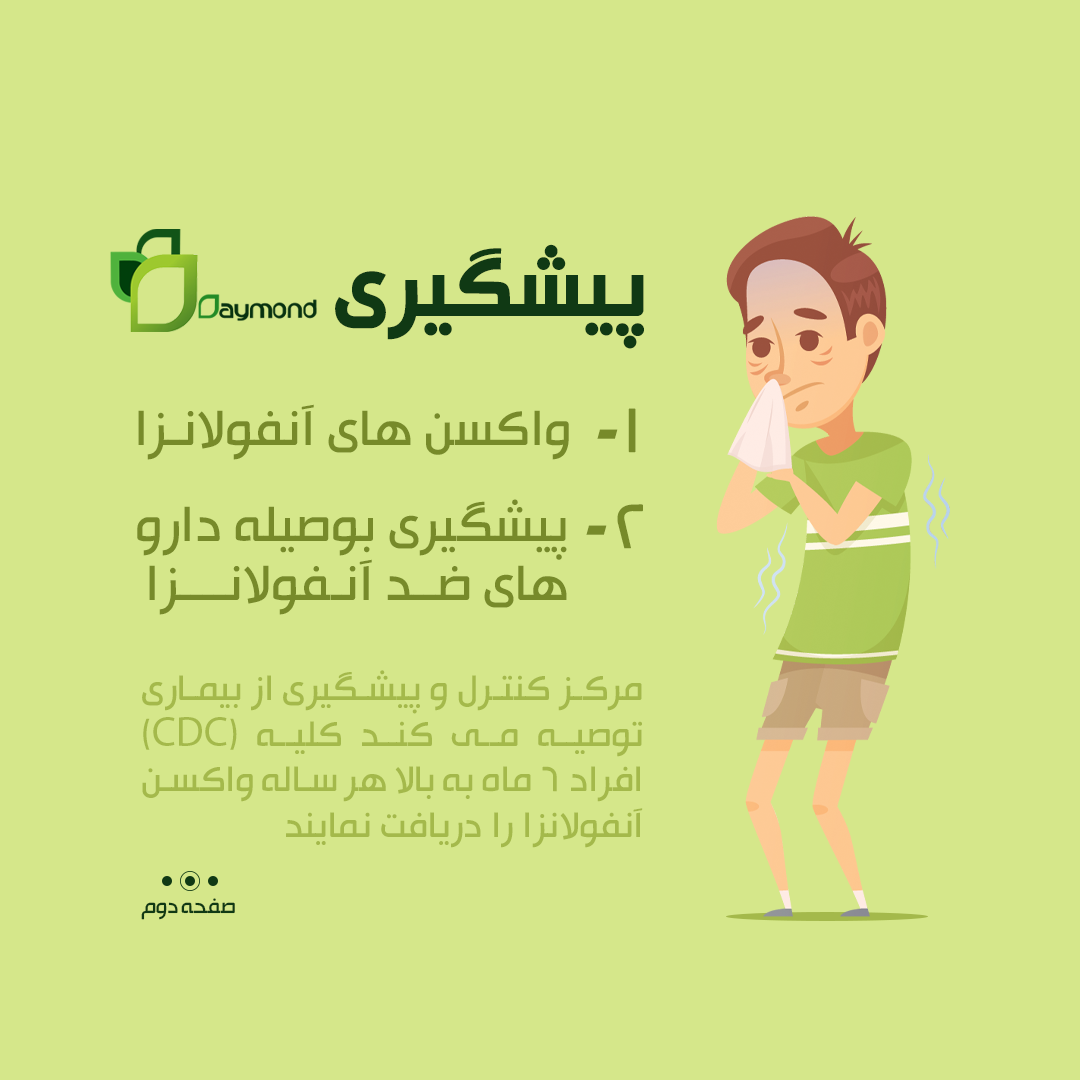 پیشگیری
Daymond
۱- واکسن های آنفولانزا
۲- پیشگیری بوصیله دارو
های ضد آنفولانزا
مرکز کنترل و پیشگیری از بیماری
(CDC) توصیه می کند کلیه
افراد ٦ ماه به بالا هر ساله واکسن
آنفولانزا را دریافت نمایند
صفحه دوم